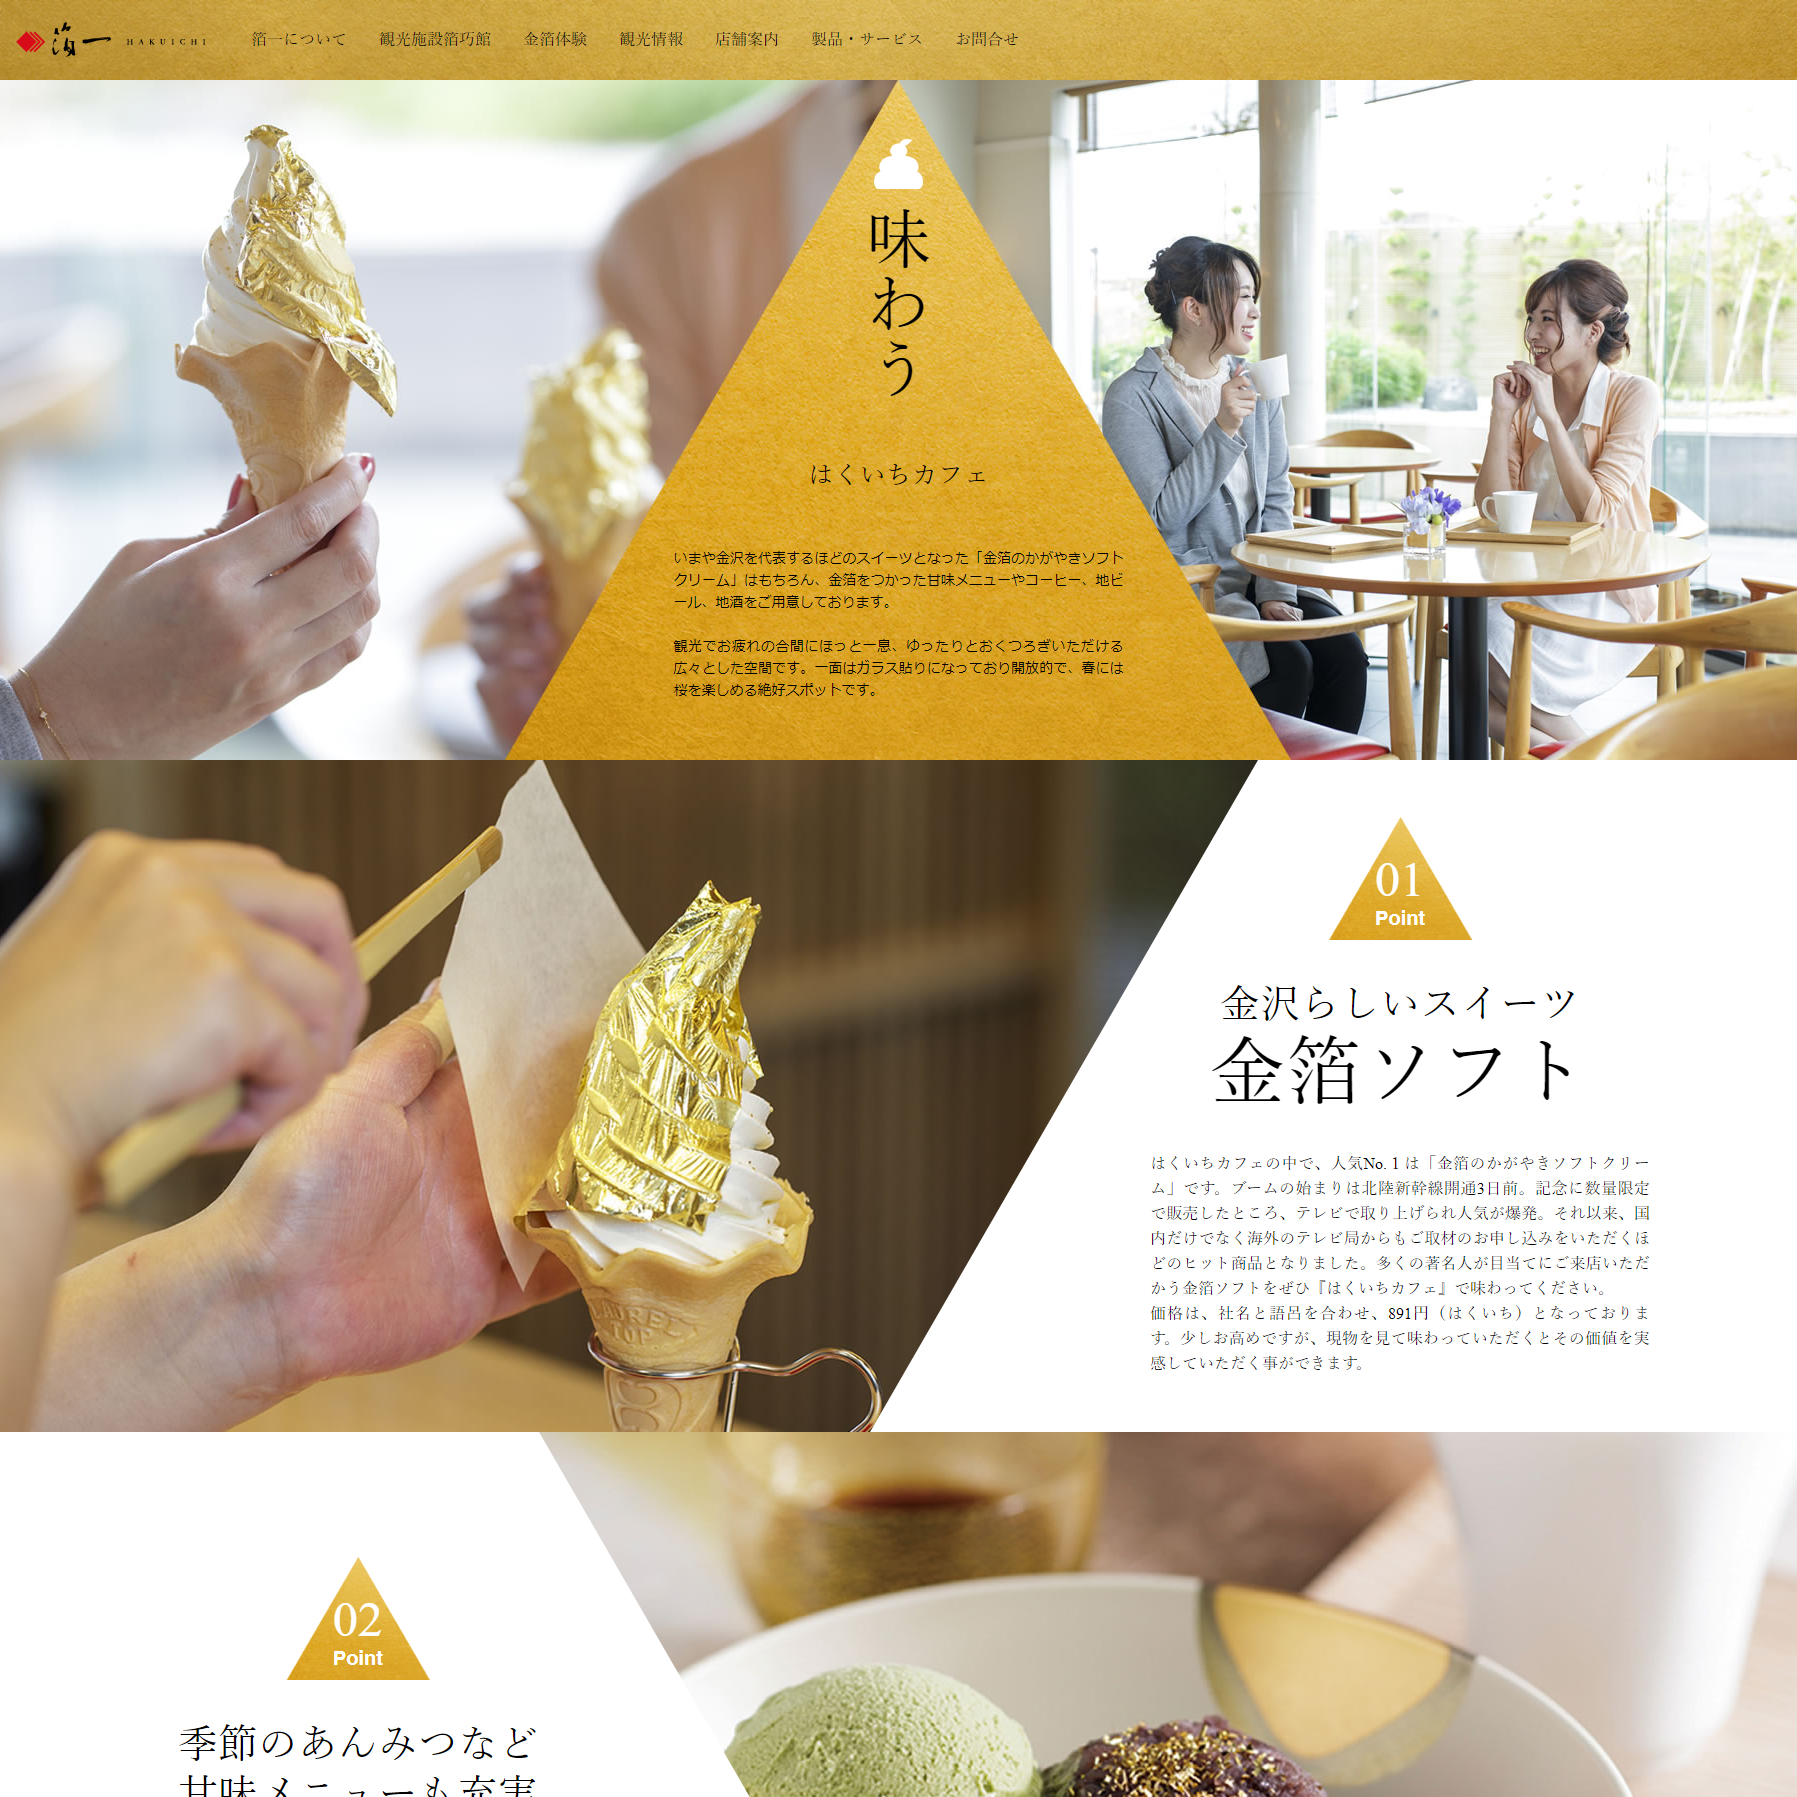 箔一 HAKUICHI
箔一について 観光施設箔巧館 金箔体験 観光情報 店舗案内 製品・サービス お問合せ
味わう
はくいちカフェ
いまや金沢を代表するほどのスイーツとなった「金箔のかがやきソフト
クリーム」はもちろん、金箔をつかった甘味メニューやコーヒー、地ビ
ール、地酒をご用意しております。
観光でお疲れの合間にほっと一息、ゆったりとおくつろぎいただける
広々とした空間です。一面はガラス貼りになっており開放的で、春には
桜を楽しめる絶好スポットです。
01
Point
金沢らしいスイーツ
金箔ソフト
はくいちカフェの中で、人気No.１は「金箔のかがやきソフトクリー
ム」です。ブームの始まりは北陸新幹線開通3日前。記念に数量限定
で販売したところ、テレビで取り上げられ人気が爆発。それ以来、国
内だけでなく海外のテレビ局からもご取材のお申し込みをいただくほ
どのヒット商品となりました。多くの著名人が目当てにご来店いただ
かう金箔ソフトをぜひ『はくいちカフェ』で味わってください。
価格は、社名と語呂を合わせ、891円（はくいち）となっておりま
す。少しお高めですが、現物を見て味わっていただくとその価値を実
感していただく事ができます。
TOP
02
Point
季節のあんみつなど
甘味メニューも充実